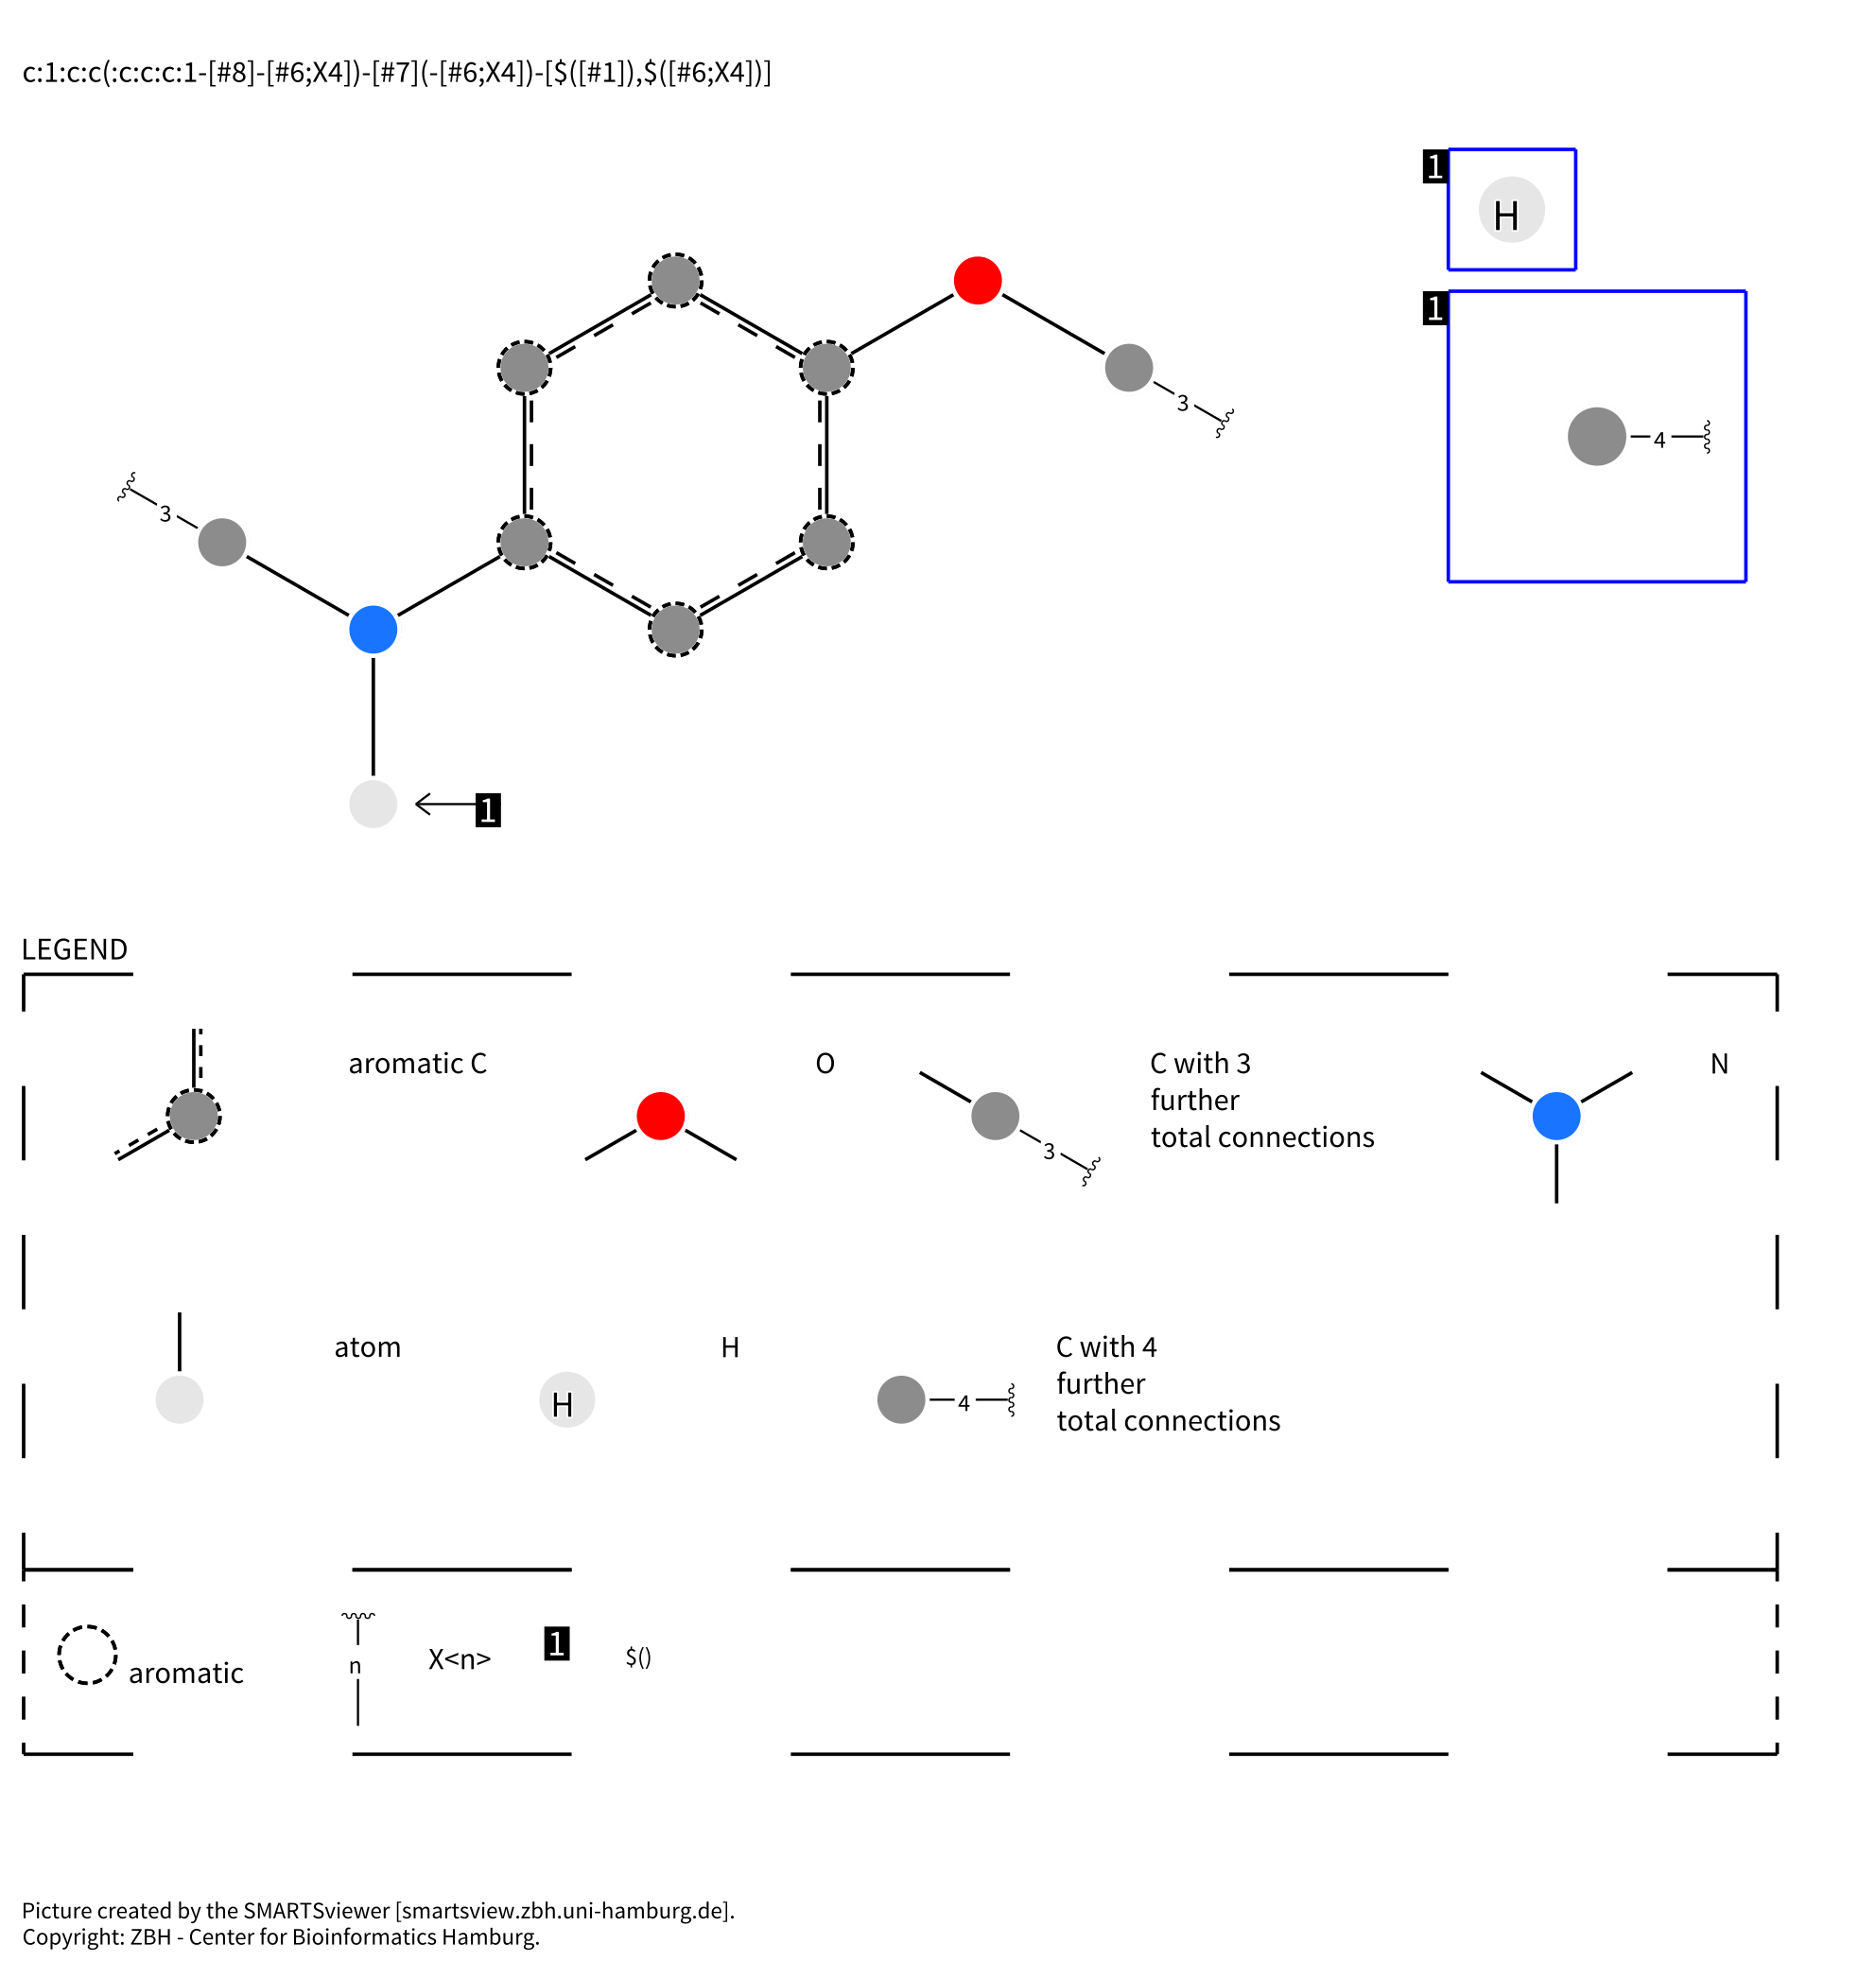 c:1:c:c(:c:c:c:1-[#8]-[#6;X4])-[#7](-[#6;X4])-[$([#1]),$([#6;X4])]
1
H
1
4
3
3
1
LEGEND
aromatic C
O
C with 3
further
total connections
N
3
atom
H
H
4
C with 4
further
total connections
aromatic
n
X<n>
1
$()
Picture created by the SMARTSviewer [smartsview.zbh.uni-hamburg.de].
Copyright: ZBH - Center for Bioinformatics Hamburg.